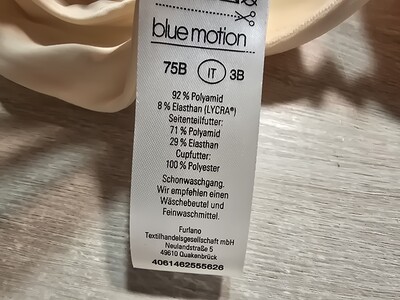 blue motion
75B IT 3B
92 % Polyamid
8 % Elasthan (LYCRA®)
Seitenteilfutter:
71 % Polyamid
29 % Elasthan
Cupfutter:
100 % Polyester
Schonwaschgang.
Wir empfehlen einen
Wäschebeutel und
Feinwaschmittel.
Furlano
Textilhandelsgesellschaft mbH
Neulandstraße 5
49610 Quakenbrück
4061462555626